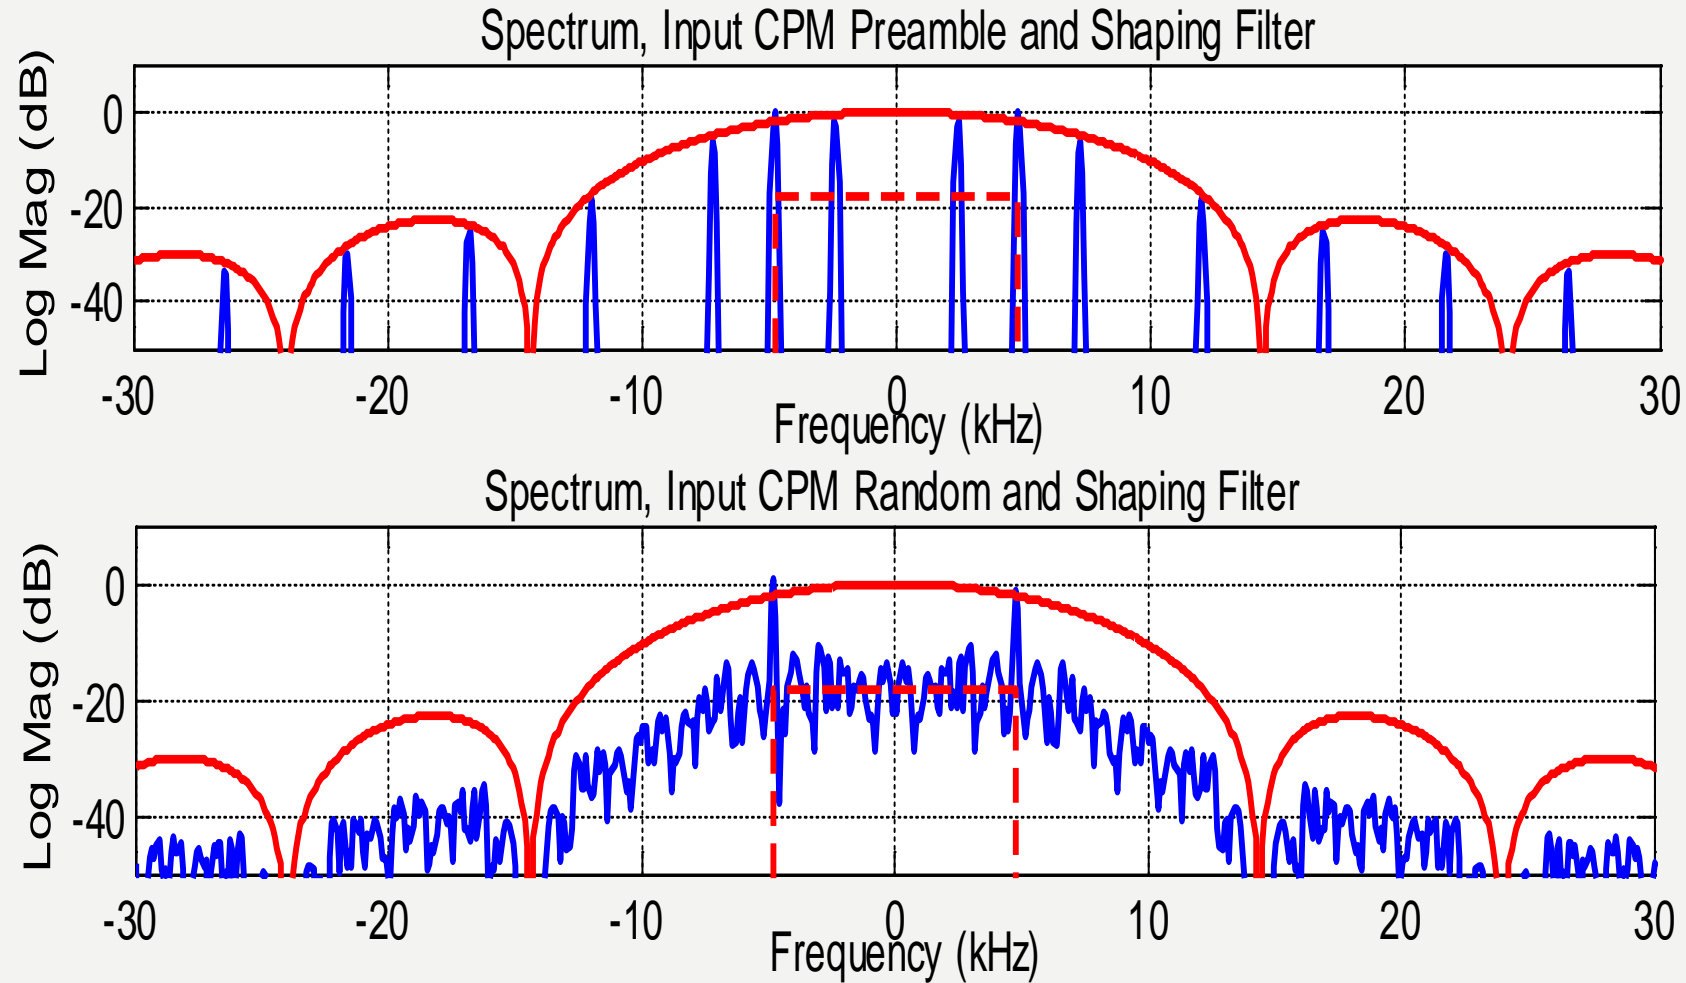 Spectrum, Input CPM Preamble and Shaping Filter
Log Mag (dB)
0
-20
-40
-30 -20 -10 0 10 20 30
Frequency (kHz)
Spectrum, Input CPM Random and Shaping Filter
Log Mag (dB)
0
-20
-40
-30 -20 -10 0 10 20 30
Frequency (kHz)